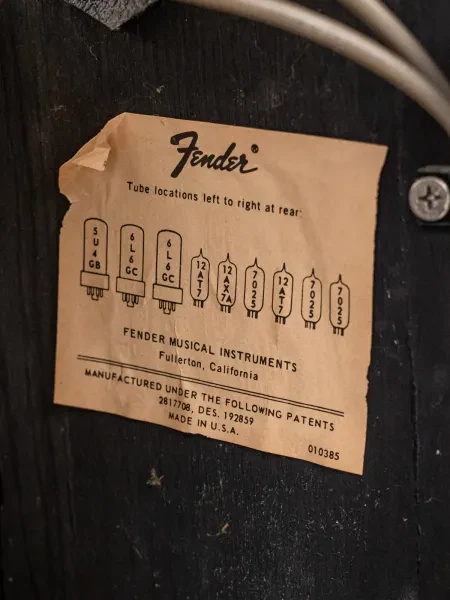 Fender®
Tube locations left to right at rear:
5U4GB 6L6GC 6L6GC 12AT7 12AX7A 7025 12AT7 7025 7025
FENDER MUSICAL INSTRUMENTS
Fullerton, California
MANUFACTURED UNDER THE FOLLOWING PATENTS
2817708, DES. 192859
MADE IN U.S.A.
010385